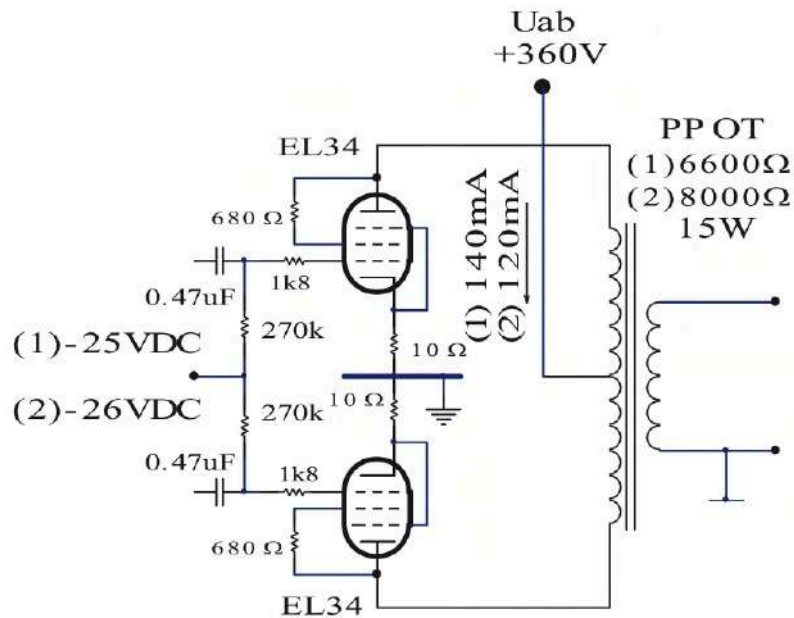 Uab
+360V
EL34
PP OT
(1)6600Ω
(2)8000Ω
15W
680 Ω
(1) 140mA
(2) 120mA
1k8
0.47uF
270k
(1)-25VDC
10 Ω
(2)-26VDC
10 Ω
270k
0.47uF
1k8
680 Ω
EL34